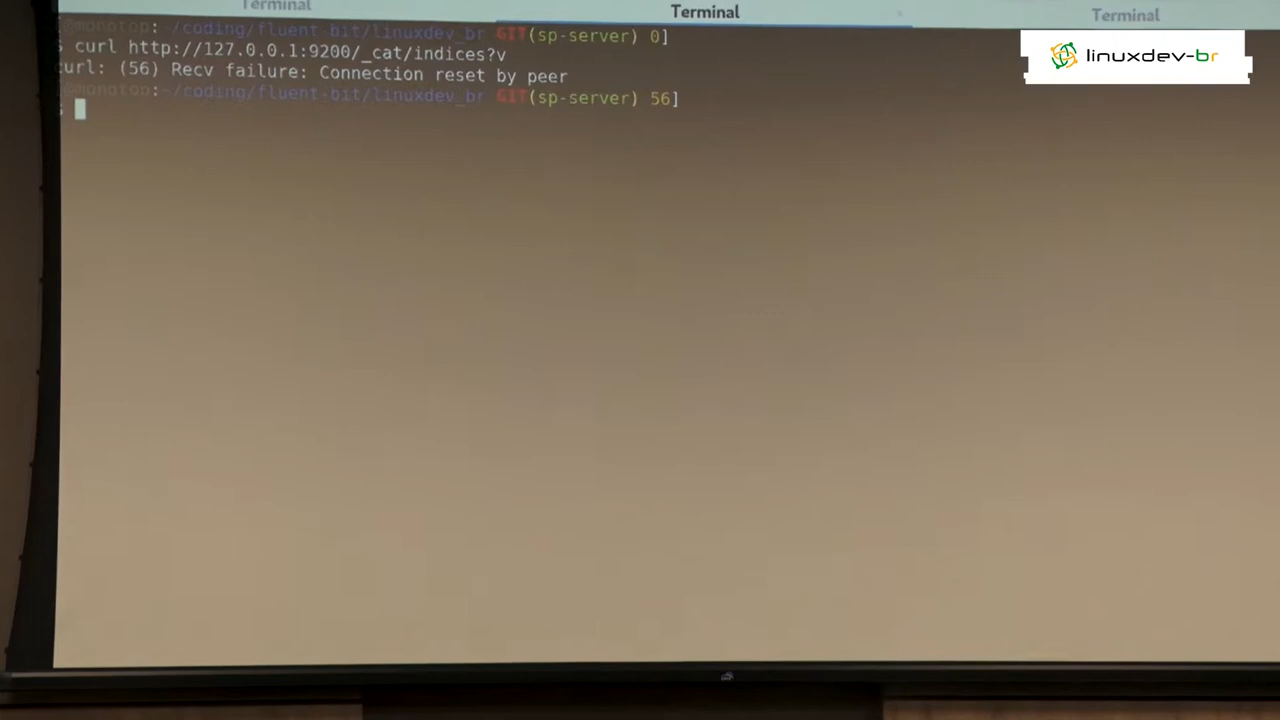 Terminal
Terminal
Terminal
@monotop: ~/coding/fluent-bit/linuxdev_br GIT(sp-server) 0]
$ curl http://127.0.0.1:9200/_cat/indices?v
curl: (56) Recv failure: Connection reset by peer
@monotop:~/coding/fluent-bit/linuxdev_br GIT(sp-server) 56]
$
linuxdev-br